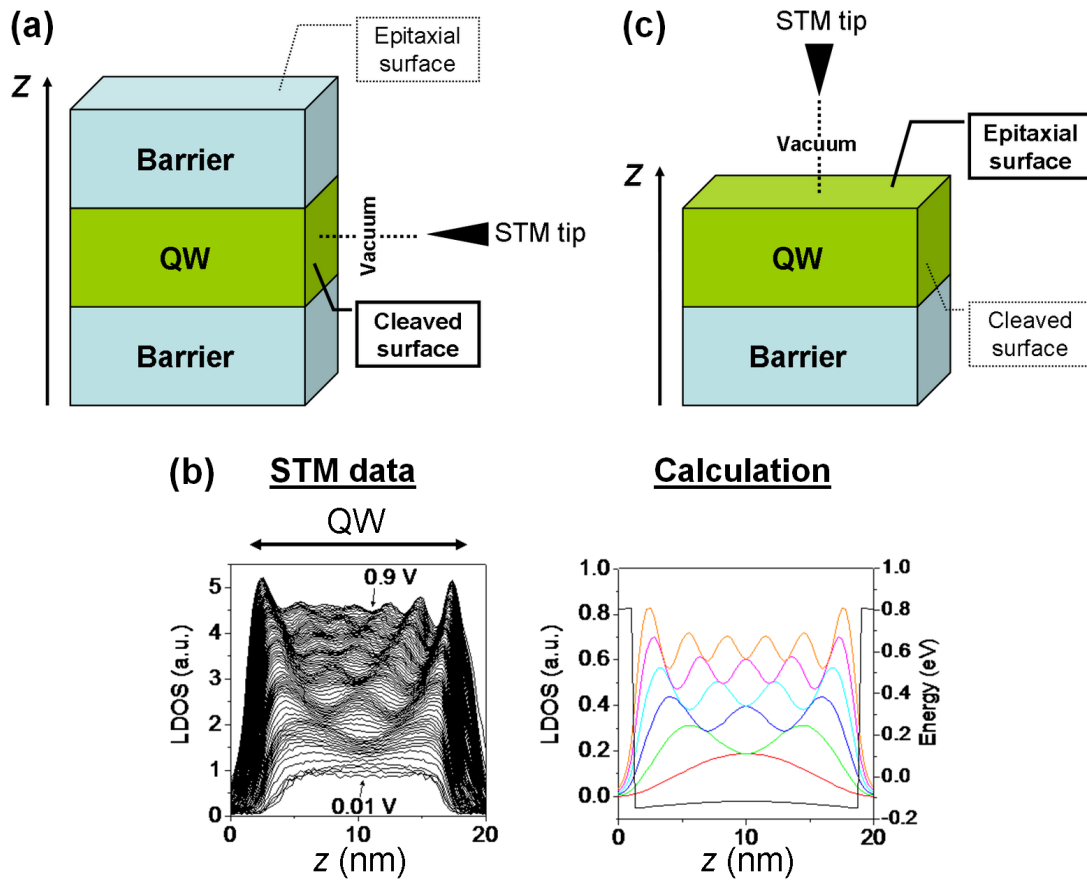 (a)
Epitaxial
surface
z
Barrier
QW
Barrier
Vacuum
STM tip
Cleaved
surface
(c)
STM tip
Vacuum
Epitaxial
surface
z
QW
Barrier
Cleaved
surface
(b)
STM data
QW
0.9 V
0.01 V
LDOS (a.u.)
5
4
3
2
1
0
0
10
20
z (nm)
Calculation
LDOS (a.u.)
1.0
0.8
0.6
0.4
0.2
0.0
1.0
0.8
0.6
0.4
0.2
0.0
-0.2
Energy (eV)
0
10
20
z (nm)